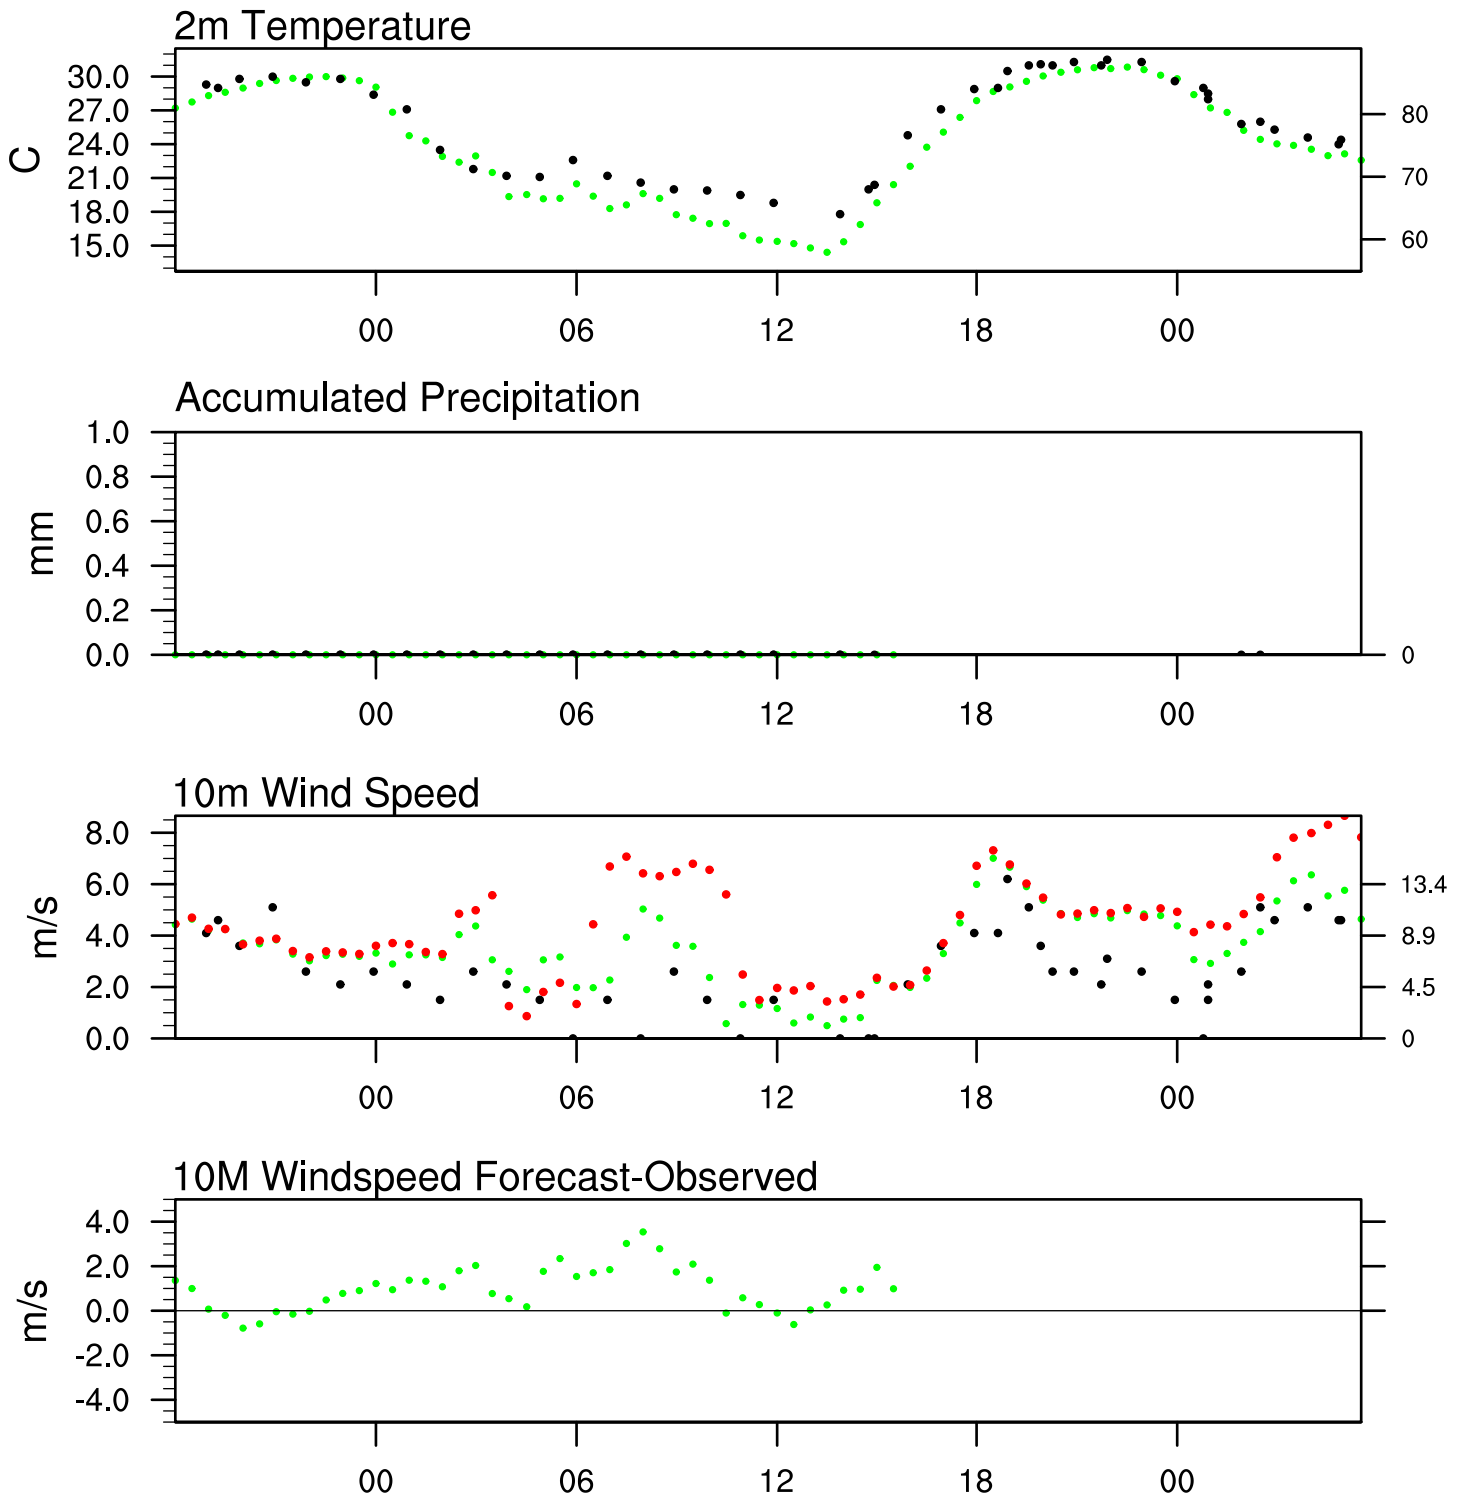 2m Temperature
30.0
27.0
24.0
21.0
18.0
15.0
C
80
70
60
00 06 12 18 00
Accumulated Precipitation
1.0
0.8
0.6
0.4
0.2
0.0
mm
0
00 06 12 18 00
10m Wind Speed
8.0
6.0
4.0
2.0
0.0
m/s
13.4
8.9
4.5
0
00 06 12 18 00
10M Windspeed Forecast-Observed
4.0
2.0
0.0
-2.0
-4.0
m/s
00 06 12 18 00